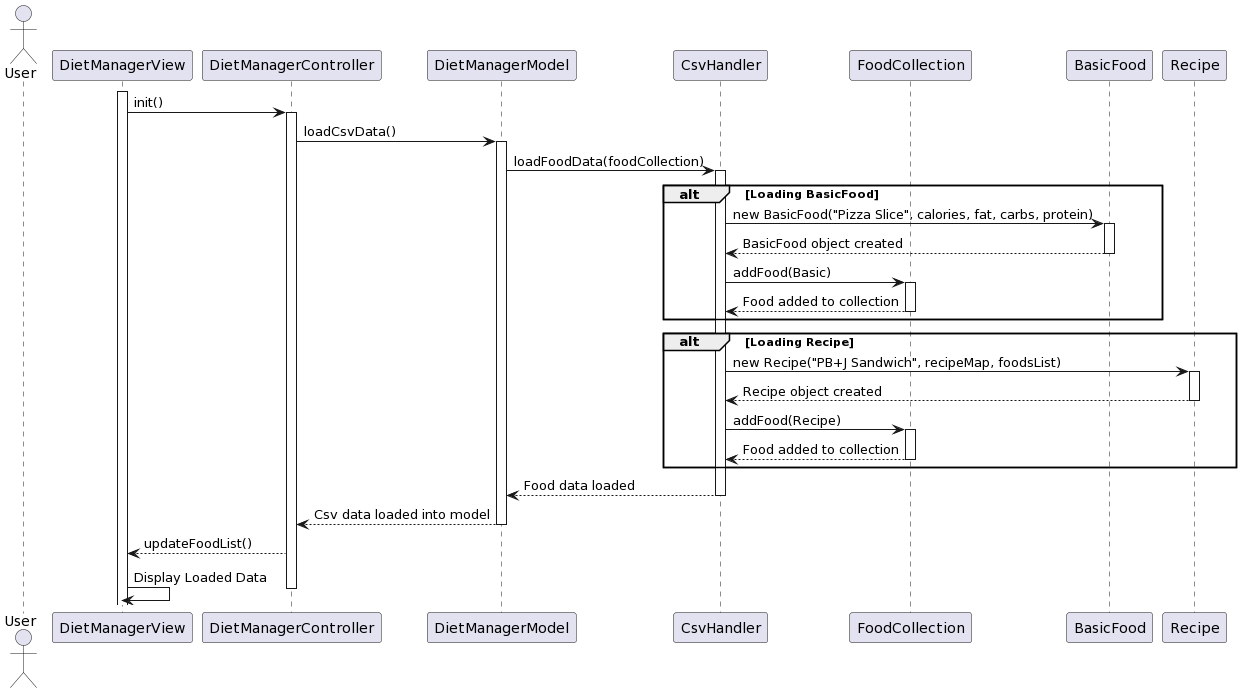 User
DietManagerView
DietManagerController
DietManagerModel
CsvHandler
FoodCollection
BasicFood
Recipe
init()
loadCsvData()
loadFoodData(foodCollection)
alt
[Loading BasicFood]
new BasicFood("Pizza Slice", calories, fat, carbs, protein)
BasicFood object created
addFood(Basic)
Food added to collection
alt
[Loading Recipe]
new Recipe("PB+J Sandwich", recipeMap, foodsList)
Recipe object created
addFood(Recipe)
Food added to collection
Food data loaded
Csv data loaded into model
updateFoodList()
Display Loaded Data
User
DietManagerView
DietManagerController
DietManagerModel
CsvHandler
FoodCollection
BasicFood
Recipe